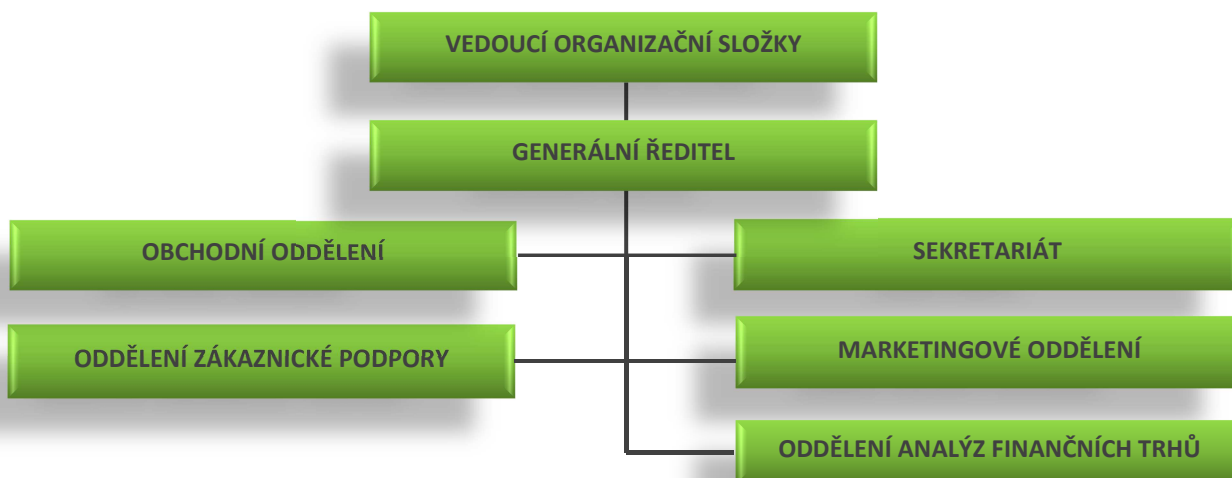 VEDOUCÍ ORGANIZAČNÍ SLOŽKY
GENERÁLNÍ ŘEDITEL
OBCHODNÍ ODDĚLENÍ
SEKRETARIÁT
ODDĚLENÍ ZÁKAZNICKÉ PODPORY
MARKETINGOVÉ ODDĚLENÍ
ODDĚLENÍ ANALÝZ FINANČNÍCH TRHŮ